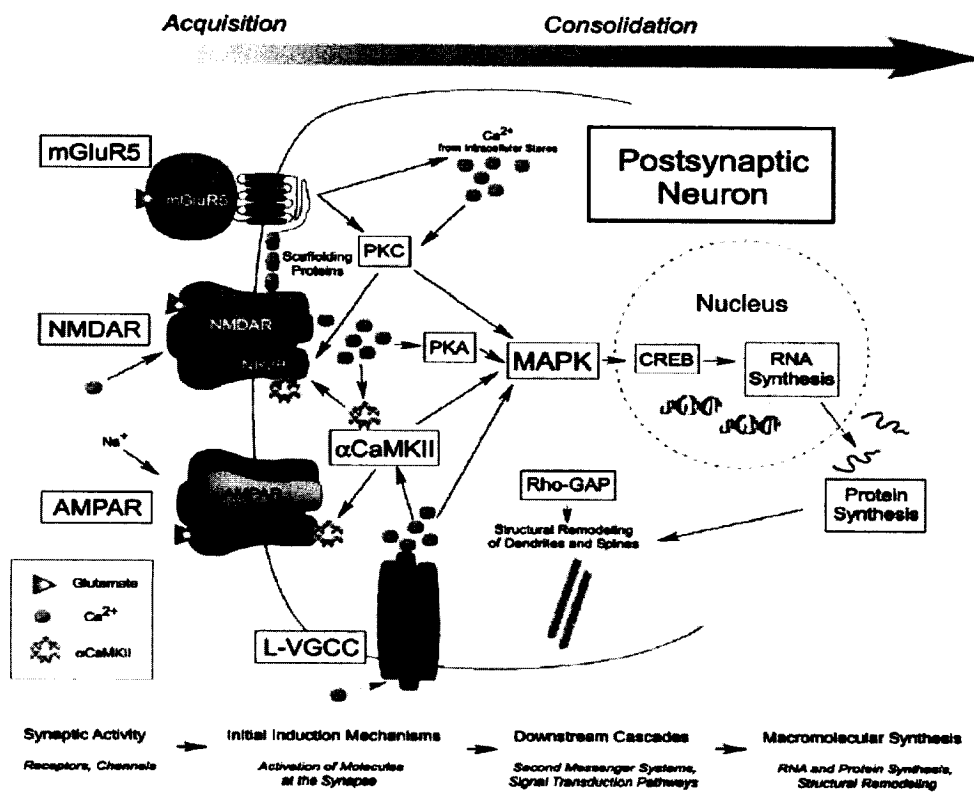 Acquisition
Consolidation
mGluR5
mGluR5
Ca2+
from Intracellular Stores
Postsynaptic
Neuron
Scaffolding
Proteins
PKC
NMDAR
NMDAR
PKA
MAPK
Nucleus
CREB
RNA
Synthesis
αCaMKII
Na+
AMPAR
AMPAR
Rho-GAP
Structural Remodeling
of Dendrites and Spines
Protein
Synthesis
Glutamate
Ca2+
αCaMKII
L-VGCC
Synaptic Activity
Receptors, Channels
Initial Induction Mechanisms
Activation of Molecules
at the Synapse
Downstream Cascades
Second Messenger Systems,
Signal Transduction Pathways
Macromolecular Synthesis
RNA and Protein Synthesis,
Structural Remodeling